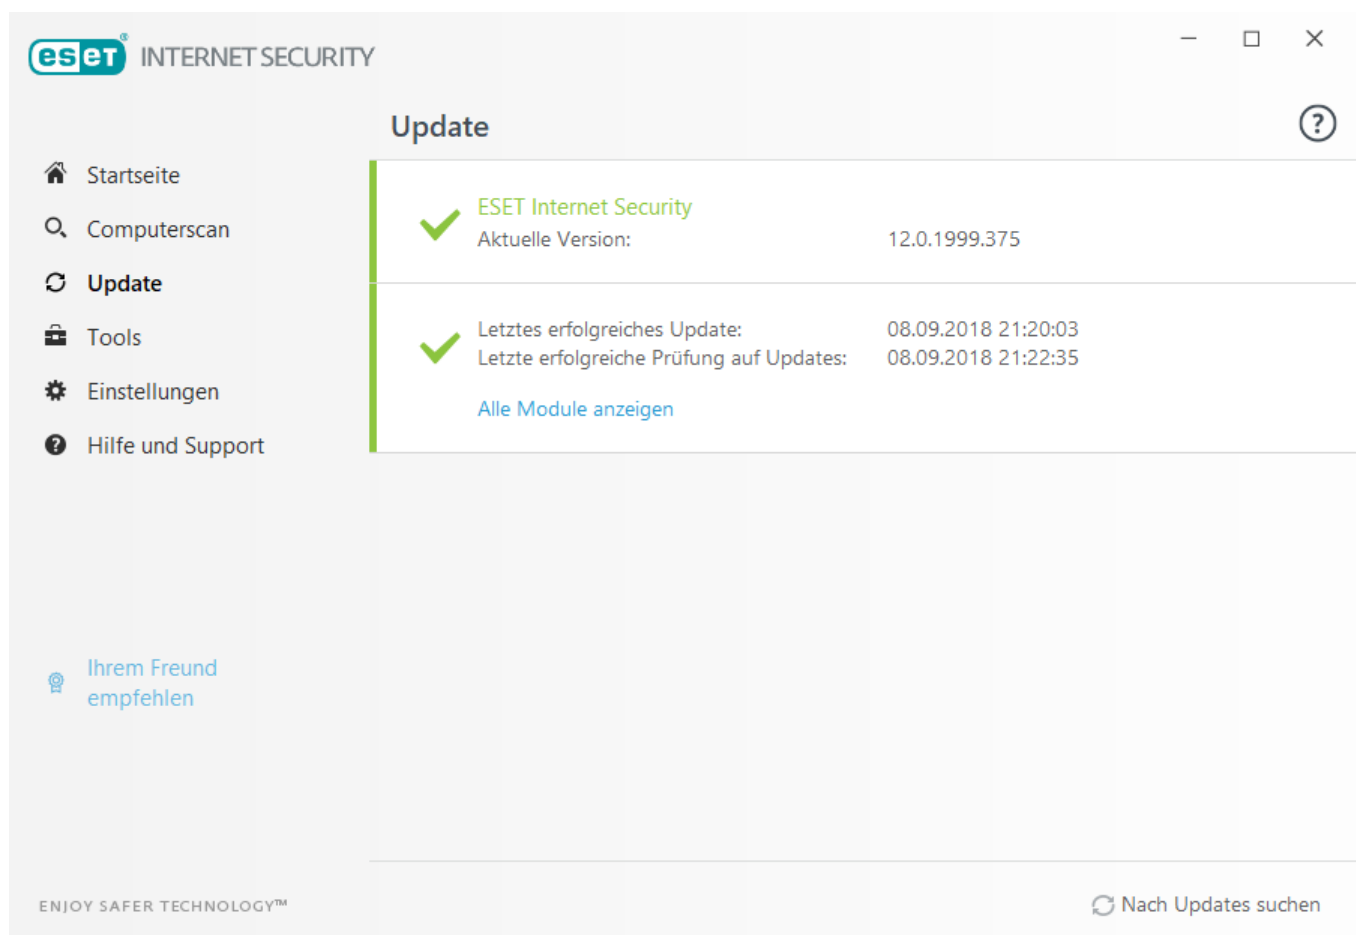 eset® INTERNET SECURITY
Update
Startseite
Computerscan
Update
Tools
Einstellungen
Hilfe und Support
Ihrem Freund
empfehlen
ESET Internet Security
Aktuelle Version: 12.0.1999.375
Letztes erfolgreiches Update: 08.09.2018 21:20:03
Letzte erfolgreiche Prüfung auf Updates: 08.09.2018 21:22:35
Alle Module anzeigen
ENJOY SAFER TECHNOLOGY™
Nach Updates suchen